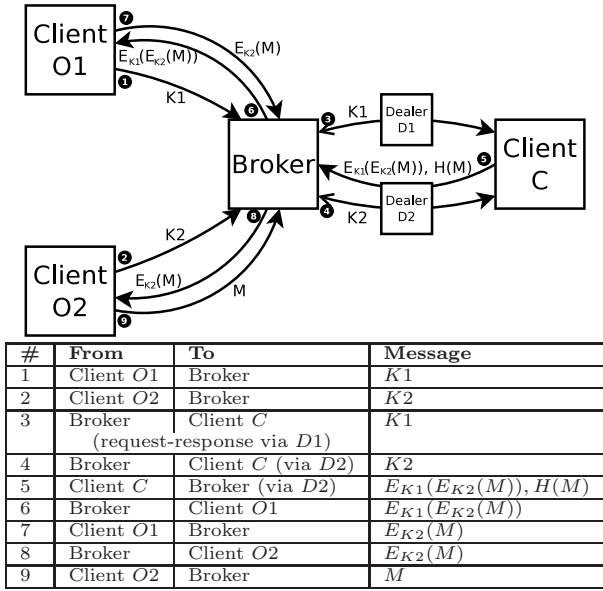 ❼
Client
O1
E_K2(M)
E_K1(E_K2(M))
❶
K1
❻
❸
K1
Dealer
D1
Broker
Client
C
E_K1(E_K2(M)), H(M)
❺
❹
K2
Dealer
D2
❽
❷
K2
Client
O2
E_K2(M)
M
❾
# From To Message
1 Client O1 Broker K1
2 Client O2 Broker K2
3 Broker Client C K1
(request-response via D1)
4 Broker Client C (via D2) K2
5 Client C Broker (via D2) E_K1(E_K2(M)), H(M)
6 Broker Client O1 E_K1(E_K2(M))
7 Client O1 Broker E_K2(M)
8 Broker Client O2 E_K2(M)
9 Client O2 Broker M